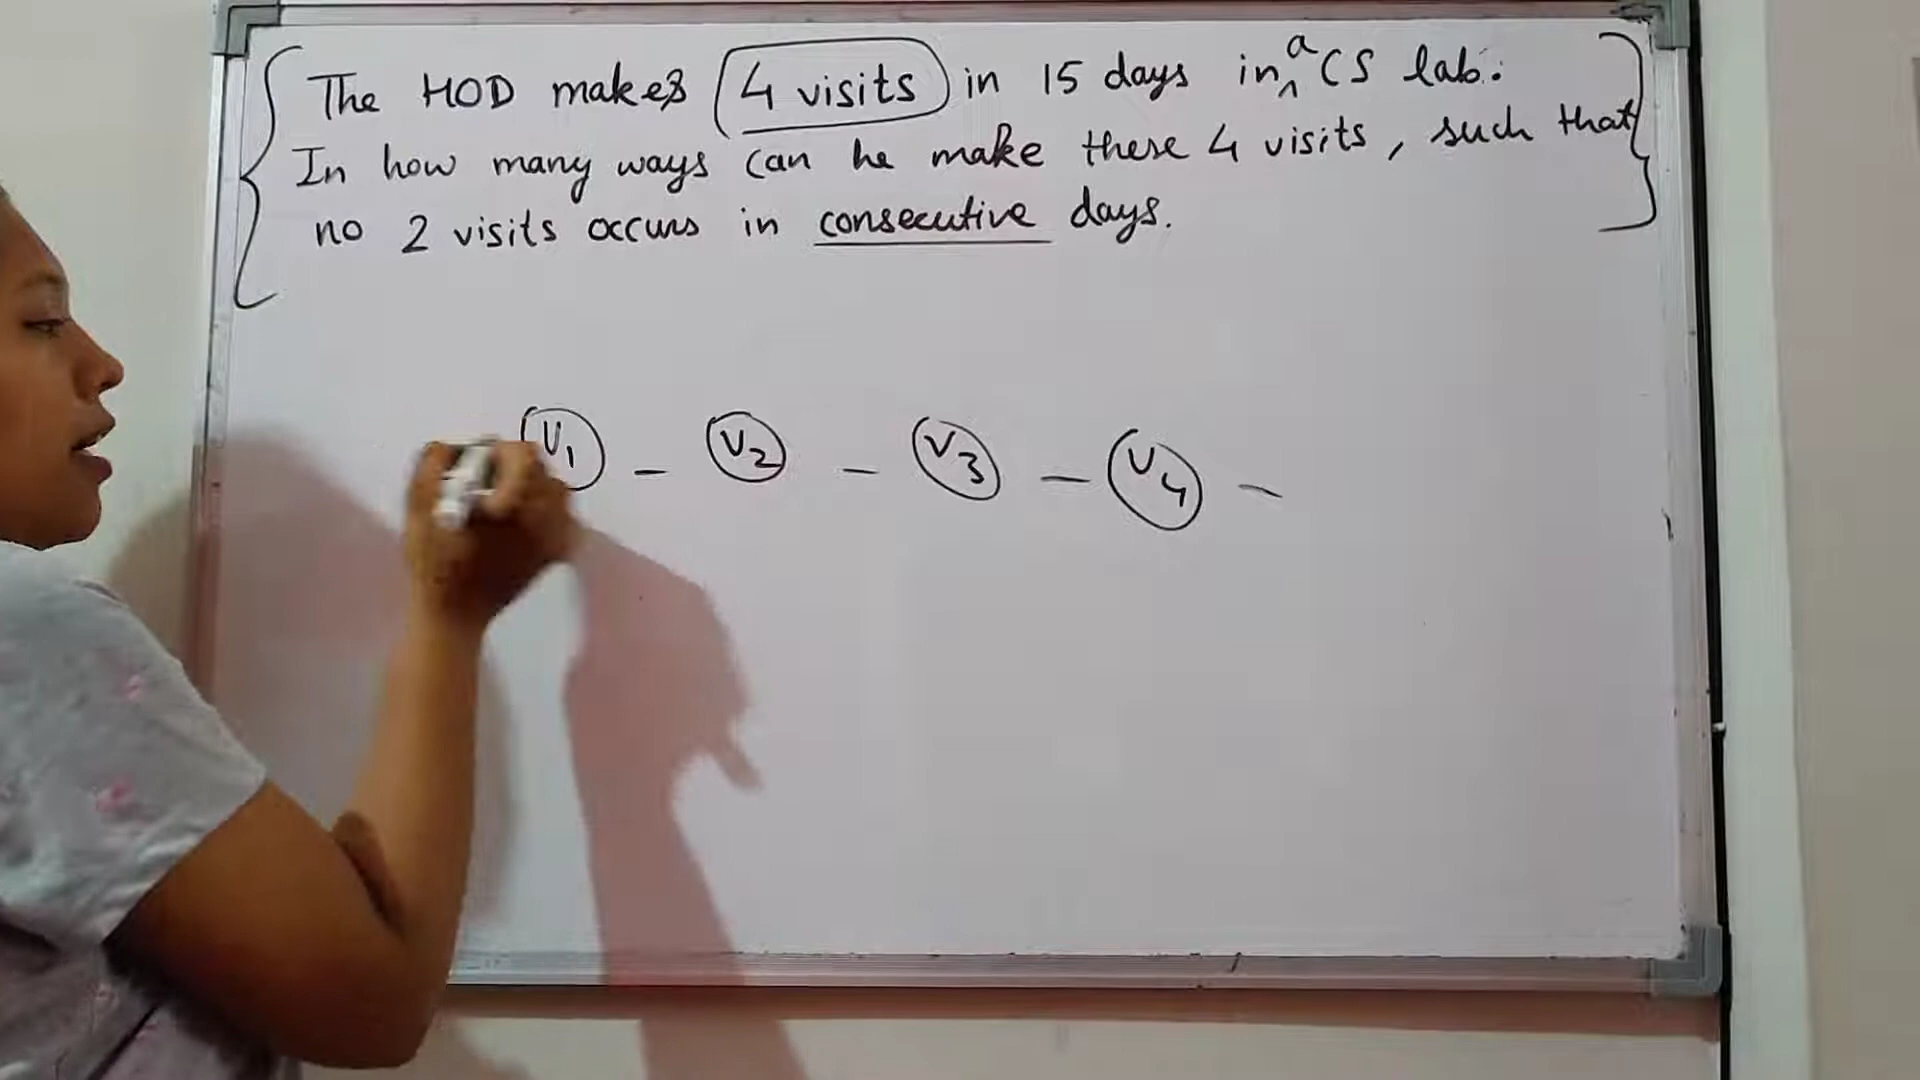 The HOD makes 4 visits in 15 days in a CS lab.
In how many ways can he make these 4 visits, such that
no 2 visits occurs in consecutive days.
V1 - V2 - V3 - V4 -